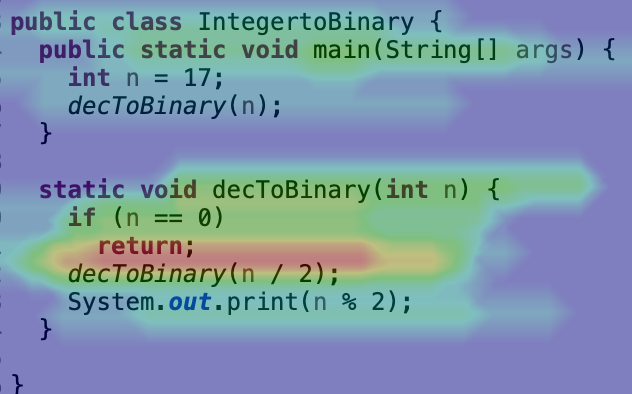 public class IntegertoBinary {
public static void main(String[] args) {
int n = 17;
decToBinary(n);
}
static void decToBinary(int n) {
if (n == 0)
return;
decToBinary(n / 2);
System.out.print(n % 2);
}
}